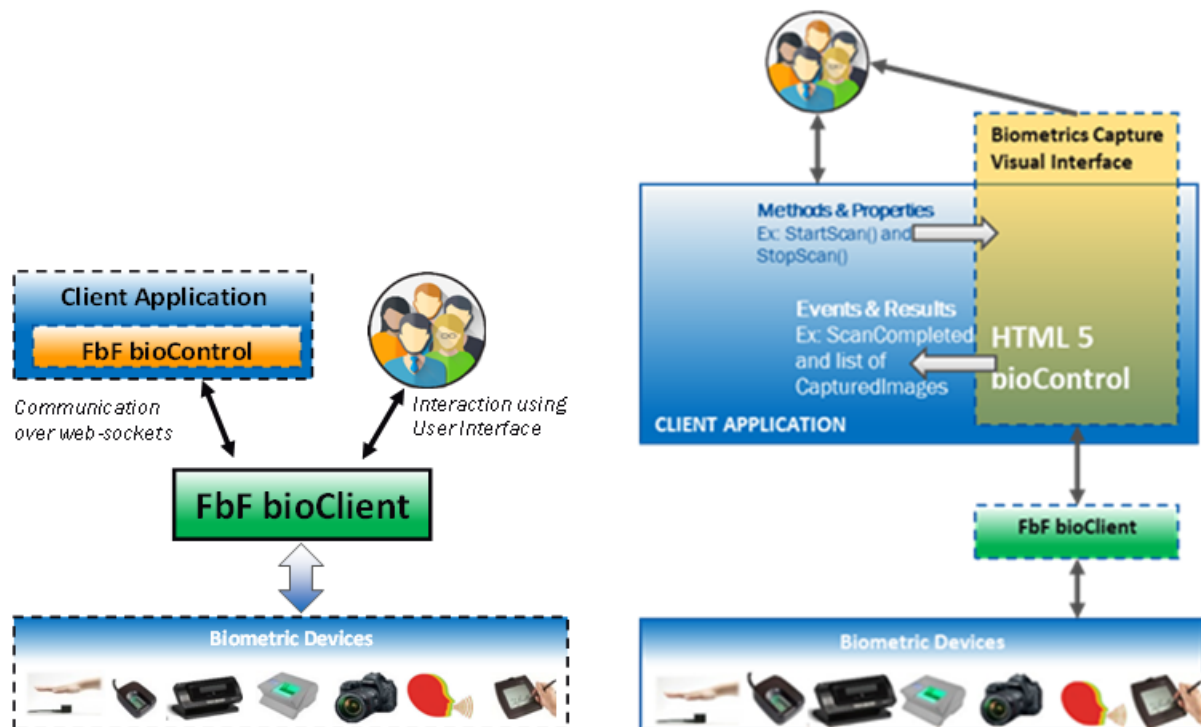 Client Application
FbF bioControl
Communication
over web-sockets
Interaction using
User Interface
FbF bioClient
Biometric Devices
Biometrics Capture
Visual Interface
Methods & Properties
Ex: StartScan() and
StopScan()
Events & Results
Ex: ScanCompleted
and list of
CapturedImages
HTML 5
bioControl
CLIENT APPLICATION
FbF bioClient
Biometric Devices